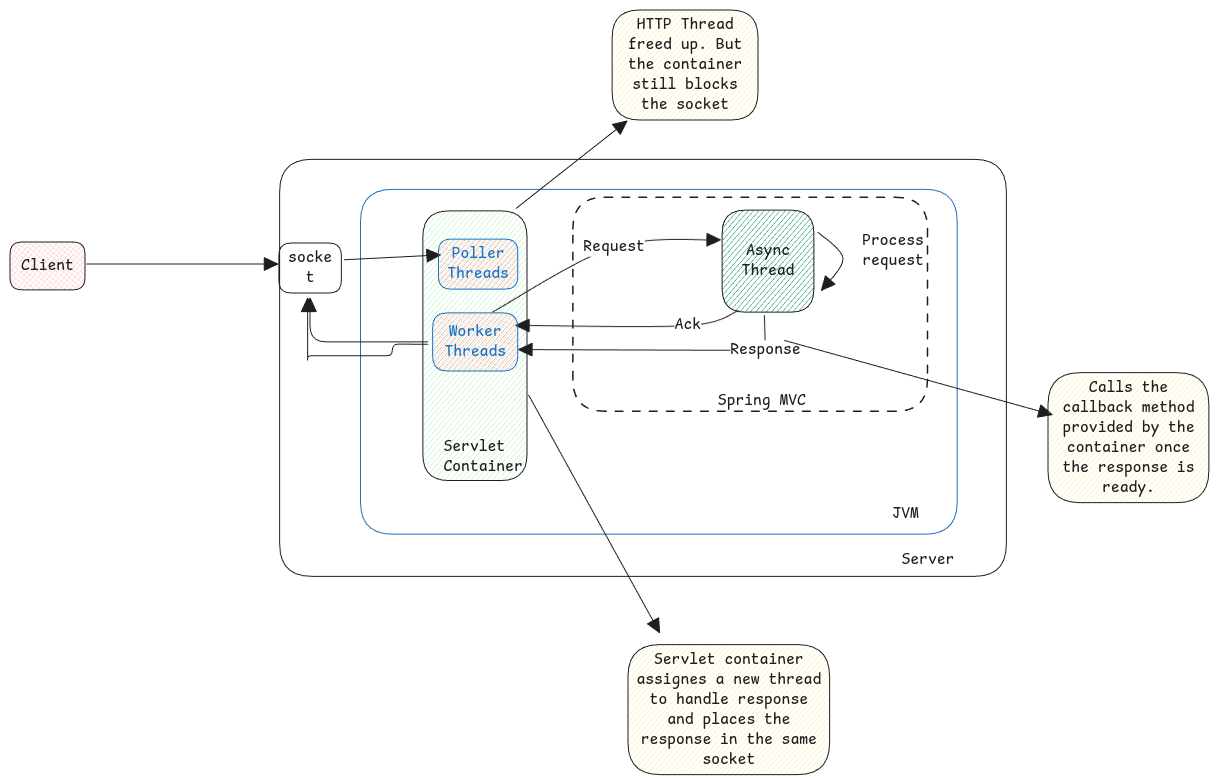 HTTP Thread
freed up. But
the container
still blocks
the socket
Client
socke
t
Poller
Threads
Worker
Threads
Servlet
Container
Request
Async
Thread
Process
request
Ack
Response
Spring MVC
JVM
Server
Calls the
callback method
provided by the
container once
the response is
ready.
Servlet container
assignes a new thread
to handle response
and places the
response in the same
socket